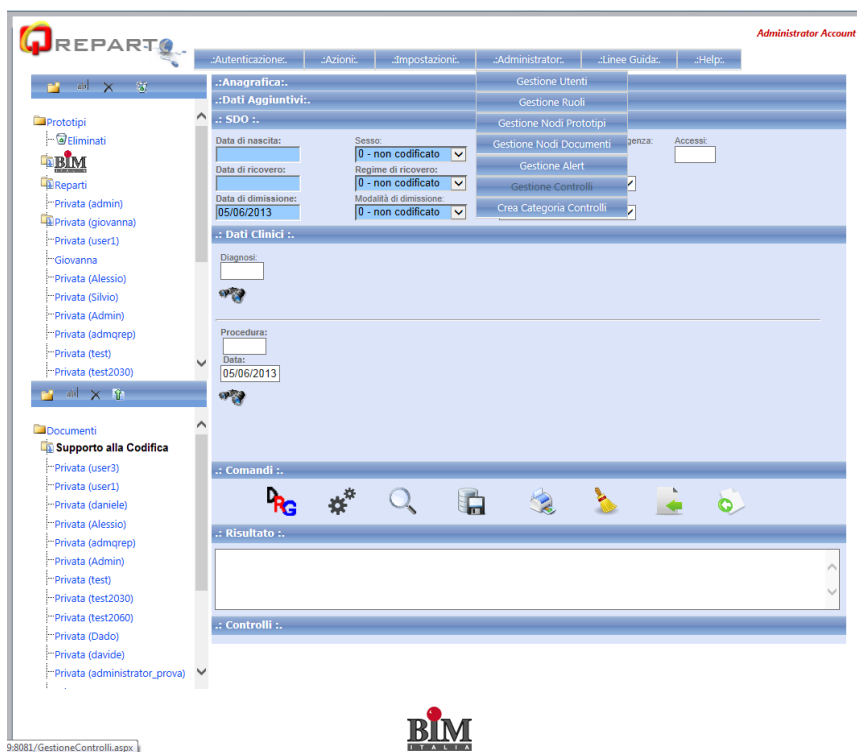 QREPARTO
Administrator Account
.:Autenticazione:.
.:Azioni:.
.:Impostazioni:.
.:Administrator:.
.:Linee Guida:.
.:Help:.
Gestione Utenti
Gestione Ruoli
Gestione Nodi Prototipi
Gestione Nodi Documenti
Gestione Alert
Gestione Controlli
Crea Categoria Controlli
Prototipi
Eliminati
BIM
Reparti
Privata (admin)
Privata (giovanna)
Privata (user1)
Giovanna
Privata (Alessio)
Privata (Silvio)
Privata (Admin)
Privata (admqrep)
Privata (test)
Privata (test2030)
Documenti
Supporto alla Codifica
Privata (user3)
Privata (user1)
Privata (daniele)
Privata (Alessio)
Privata (admqrep)
Privata (Admin)
Privata (test)
Privata (test2030)
Privata (test2060)
Privata (Dado)
Privata (davide)
Privata (administrator_prova)
.:Anagrafica:.
.:Dati Aggiuntivi:.
.: SDO :.
Data di nascita:
Sesso:
genza:
Accessi:
0 - non codificato
Data di ricovero:
Regime di ricovero:
0 - non codificato
Data di dimissione:
Modalità di dimissione:
05/06/2013
0 - non codificato
.: Dati Clinici :.
Diagnosi:
Procedura:
Data:
05/06/2013
.: Comandi :.
DRG
.: Risultato :.
.: Controlli :.
BIM
ITALIA
9:8081/GestioneControlli.aspx